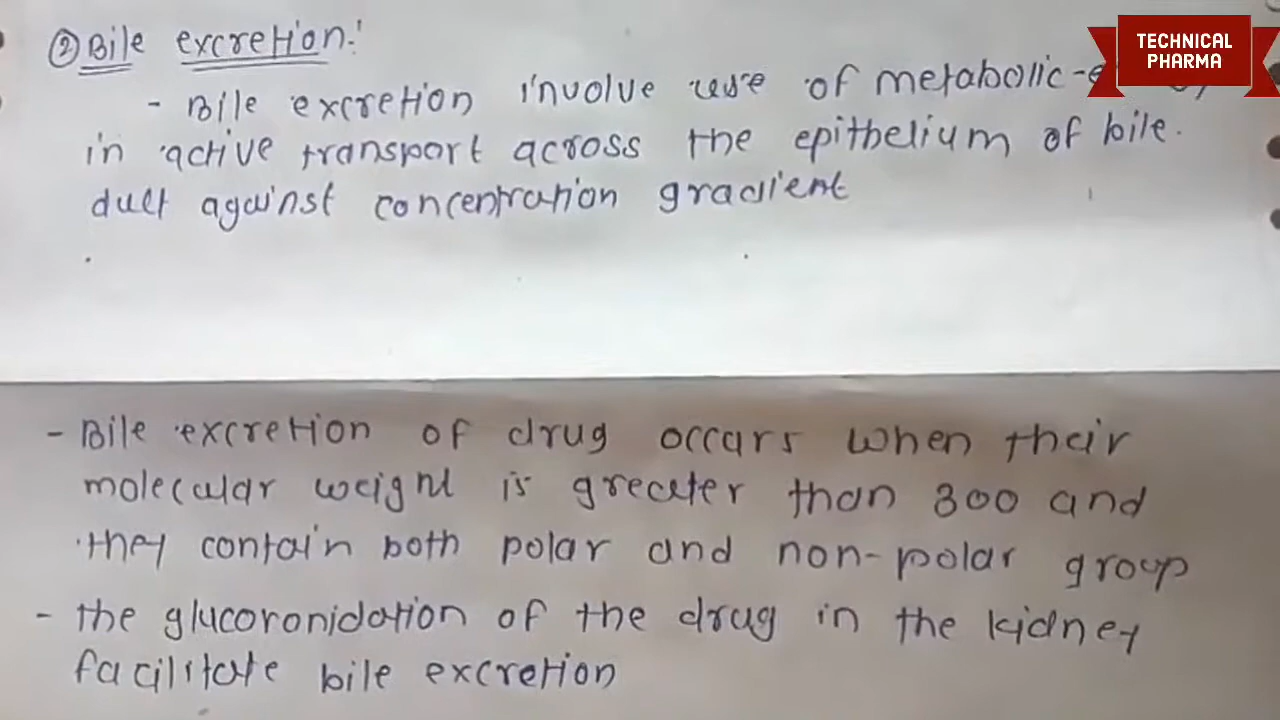 ② Bile excretion:
- Bile excretion involve use of metabolic-
in active transport across the epithelium of bile.
duct against concentration gradient
- Bile excretion of drug occars when their
molecular weight is greater than 300 and
they contain both polar and non-polar group
- the glucoronidation of the drug in the kidney
facilitate bile excretion
TECHNICAL
PHARMA